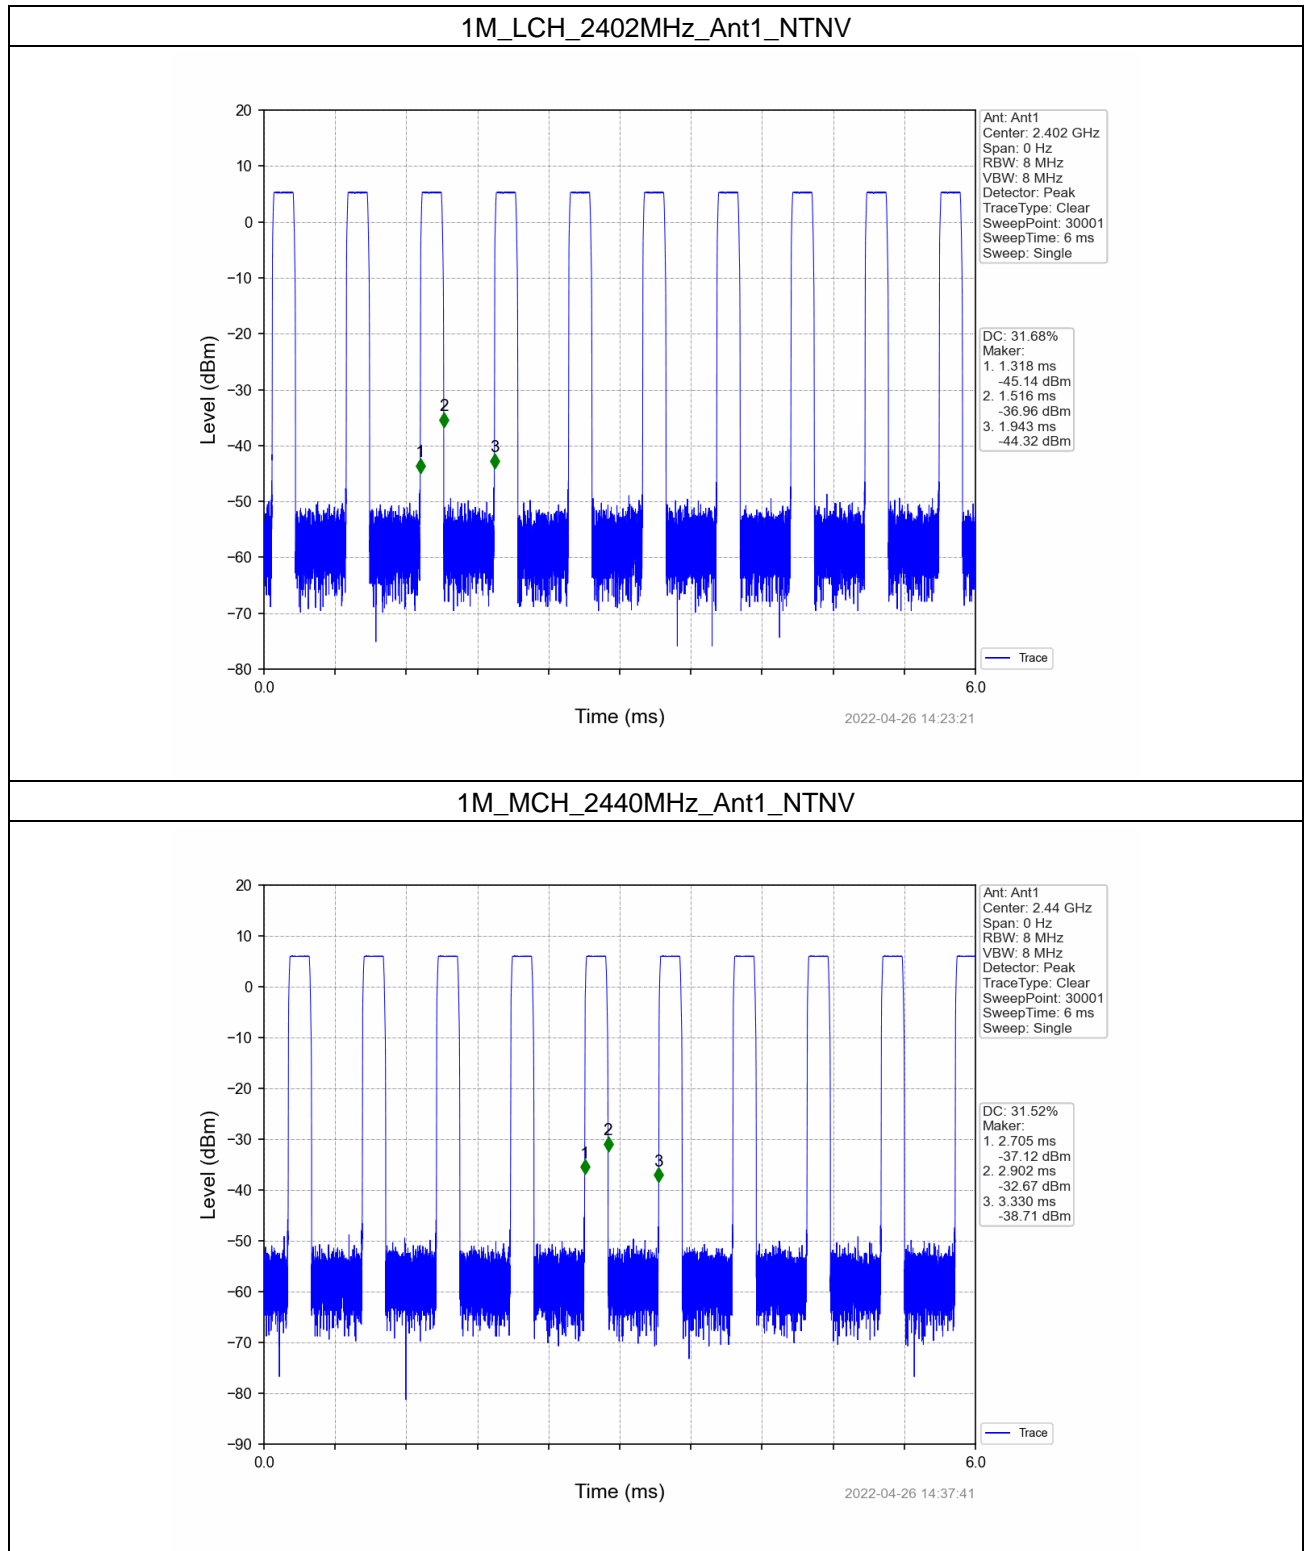 1M_LCH_2402MHz_Ant1_NTNV
20
10
0
−10
−20
−30
−40
−50
−60
−70
−80
Level (dBm)
1
2
3
0.0
6.0
Time (ms)
2022-04-26 14:23:21
Ant: Ant1
Center: 2.402 GHz
Span: 0 Hz
RBW: 8 MHz
VBW: 8 MHz
Detector: Peak
TraceType: Clear
SweepPoint: 30001
SweepTime: 6 ms
Sweep: Single
DC: 31.68%
Maker:
1. 1.318 ms
-45.14 dBm
2. 1.516 ms
-36.96 dBm
3. 1.943 ms
-44.32 dBm
Trace
1M_MCH_2440MHz_Ant1_NTNV
20
10
0
−10
−20
−30
−40
−50
−60
−70
−80
−90
Level (dBm)
1
2
3
0.0
6.0
Time (ms)
2022-04-26 14:37:41
Ant: Ant1
Center: 2.44 GHz
Span: 0 Hz
RBW: 8 MHz
VBW: 8 MHz
Detector: Peak
TraceType: Clear
SweepPoint: 30001
SweepTime: 6 ms
Sweep: Single
DC: 31.52%
Maker:
1. 2.705 ms
-37.12 dBm
2. 2.902 ms
-32.67 dBm
3. 3.330 ms
-38.71 dBm
Trace